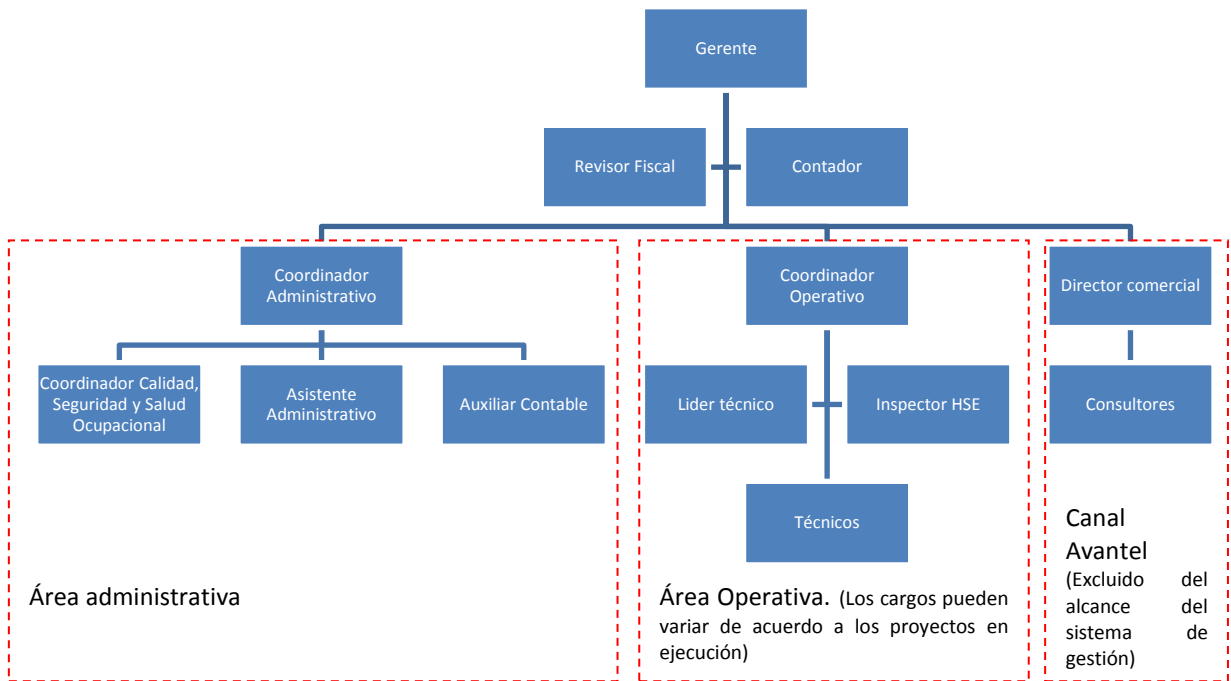 Gerente
Revisor Fiscal
Contador
Coordinador
Administrativo
Coordinador
Operativo
Director comercial
Coordinador Calidad,
Seguridad y Salud
Ocupacional
Asistente
Administrativo
Auxiliar Contable
Lider técnico
Inspector HSE
Consultores
Técnicos
Área administrativa
Área Operativa. (Los cargos pueden
variar de acuerdo a los proyectos en
ejecución)
Canal
Avantel
(Excluido del
alcance del
sistema de
gestión)